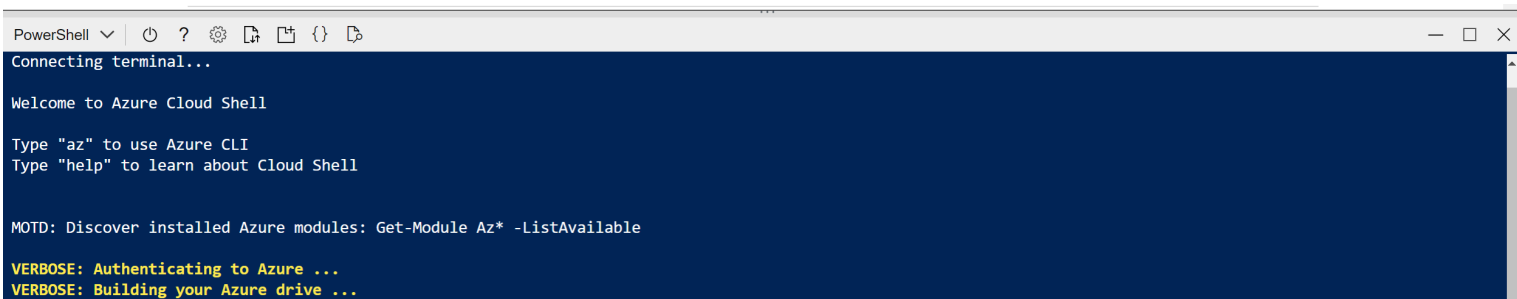 PowerShell
Connecting terminal...
Welcome to Azure Cloud Shell
Type "az" to use Azure CLI
Type "help" to learn about Cloud Shell
MOTD: Discover installed Azure modules: Get-Module Az* -ListAvailable
VERBOSE: Authenticating to Azure ...
VERBOSE: Building your Azure drive ...